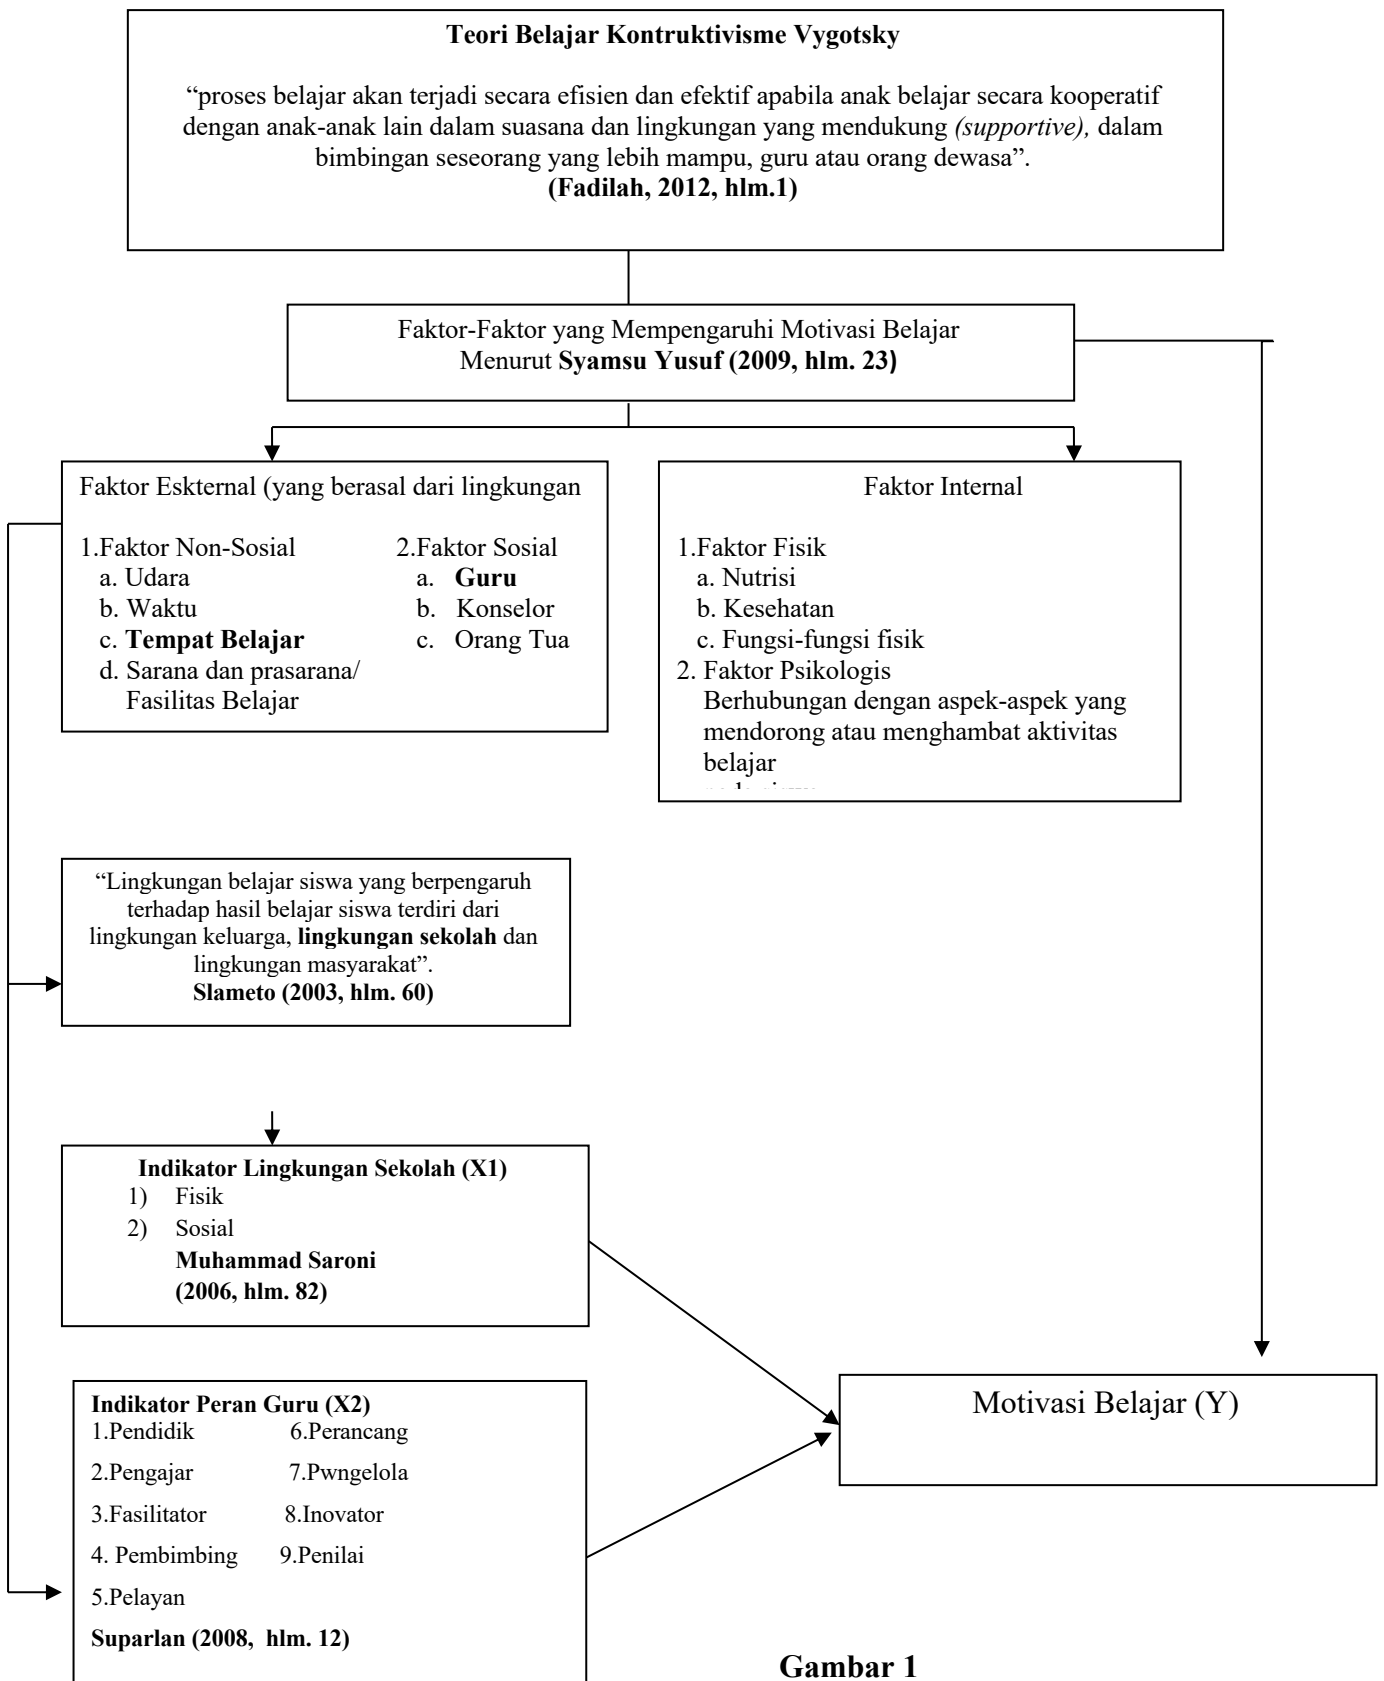 Teori Belajar Kontruktivisme Vygotsky
“proses belajar akan terjadi secara efisien dan efektif apabila anak belajar secara kooperatif
dengan anak-anak lain dalam suasana dan lingkungan yang mendukung (supportive), dalam
bimbingan seseorang yang lebih mampu, guru atau orang dewasa”.
(Fadilah, 2012, hlm.1)
Faktor-Faktor yang Mempengaruhi Motivasi Belajar
Menurut Syamsu Yusuf (2009, hlm. 23)
Faktor Eskternal (yang berasal dari lingkungan
1.Faktor Non-Sosial
a. Udara
b. Waktu
c. Tempat Belajar
d. Sarana dan prasarana/
Fasilitas Belajar
2.Faktor Sosial
a. Guru
b. Konselor
c. Orang Tua
Faktor Internal
1.Faktor Fisik
a. Nutrisi
b. Kesehatan
c. Fungsi-fungsi fisik
2. Faktor Psikologis
Berhubungan dengan aspek-aspek yang
mendorong atau menghambat aktivitas
belajar
“Lingkungan belajar siswa yang berpengaruh
terhadap hasil belajar siswa terdiri dari
lingkungan keluarga, lingkungan sekolah dan
lingkungan masyarakat”.
Slameto (2003, hlm. 60)
Indikator Lingkungan Sekolah (X1)
1) Fisik
2) Sosial
Muhammad Saroni
(2006, hlm. 82)
Indikator Peran Guru (X2)
1.Pendidik 6.Perancang
2.Pengajar 7.Pwngelola
3.Fasilitator 8.Inovator
4. Pembimbing 9.Penilai
5.Pelayan
Suparlan (2008, hlm. 12)
Motivasi Belajar (Y)
Gambar 1